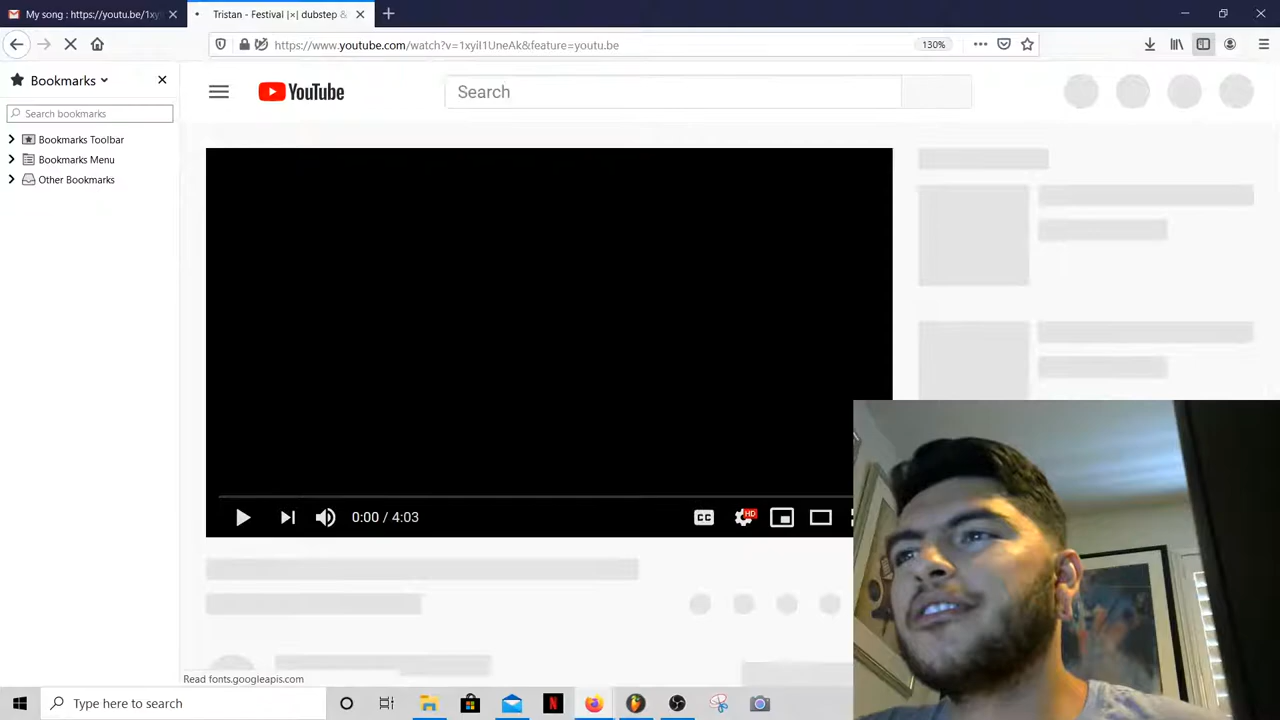 My song : https://youtu.be/1xy
Tristan - Festival |×| dubstep &
https://www.youtube.com/watch?v=1xyiI1UneAk&feature=youtu.be
130%
Bookmarks
YouTube
Search
Search bookmarks
Bookmarks Toolbar
Bookmarks Menu
Other Bookmarks
0:00 / 4:03
CC
HD
Read fonts.googleapis.com
Type here to search
N